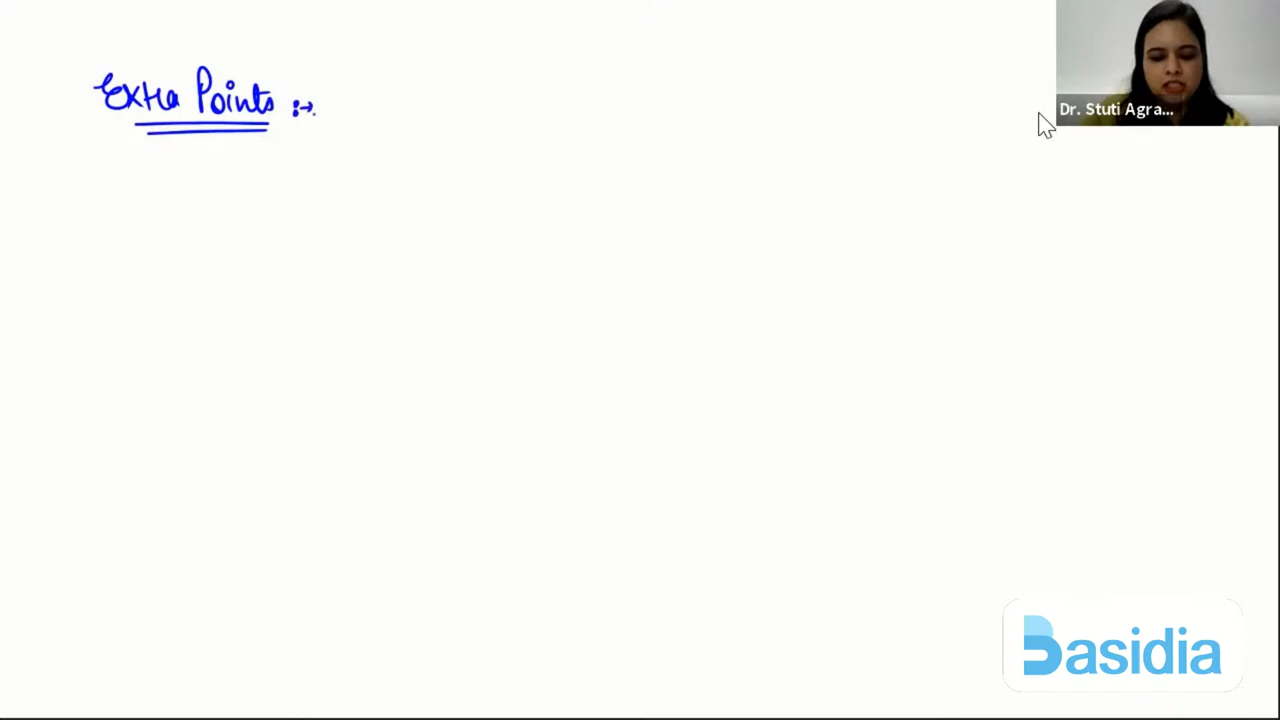 Extra Points :→
Dr. Stuti Agra...
Basidia